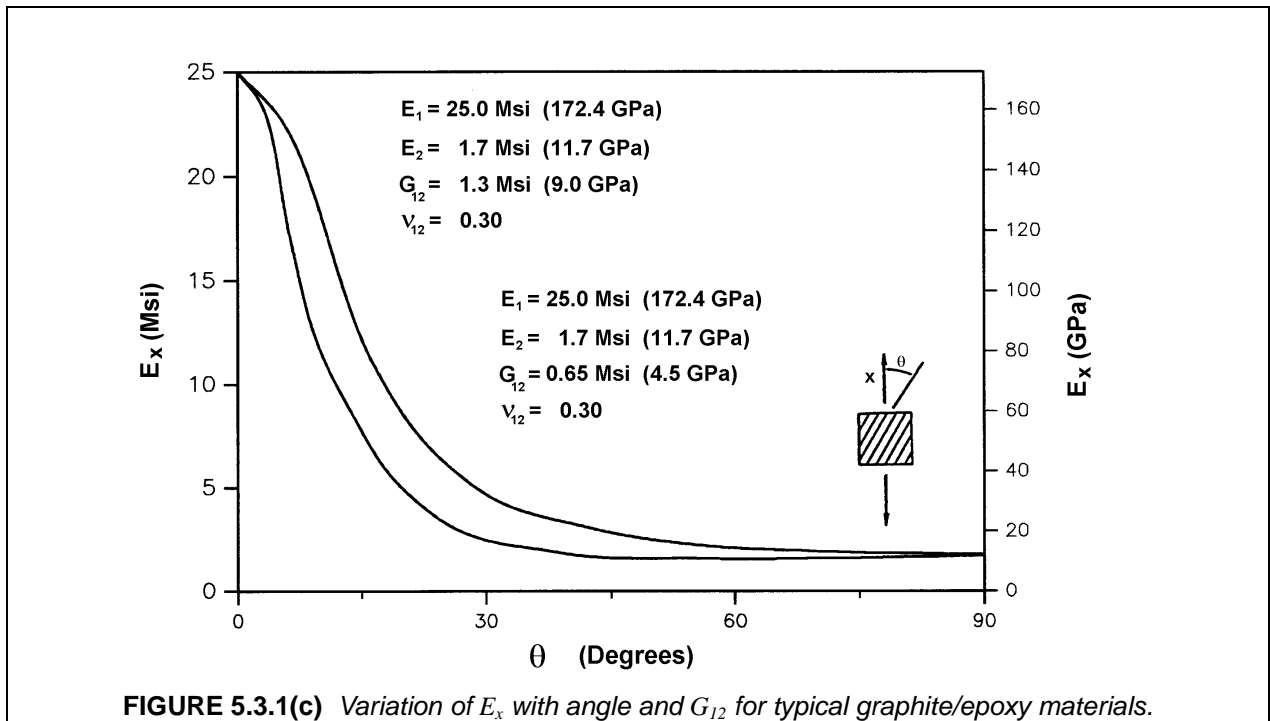 25
20
15
10
5
0
E_x (Msi)
E₁ = 25.0 Msi (172.4 GPa)
E₂ = 1.7 Msi (11.7 GPa)
G₁₂ = 1.3 Msi (9.0 GPa)
ν₁₂ = 0.30
E₁ = 25.0 Msi (172.4 GPa)
E₂ = 1.7 Msi (11.7 GPa)
G₁₂ = 0.65 Msi (4.5 GPa)
ν₁₂ = 0.30
x θ
160
140
120
100
80
60
40
20
0
E_x (GPa)
0 30 60 90
θ (Degrees)
FIGURE 5.3.1(c) Variation of E_x with angle and G₁₂ for typical graphite/epoxy materials.